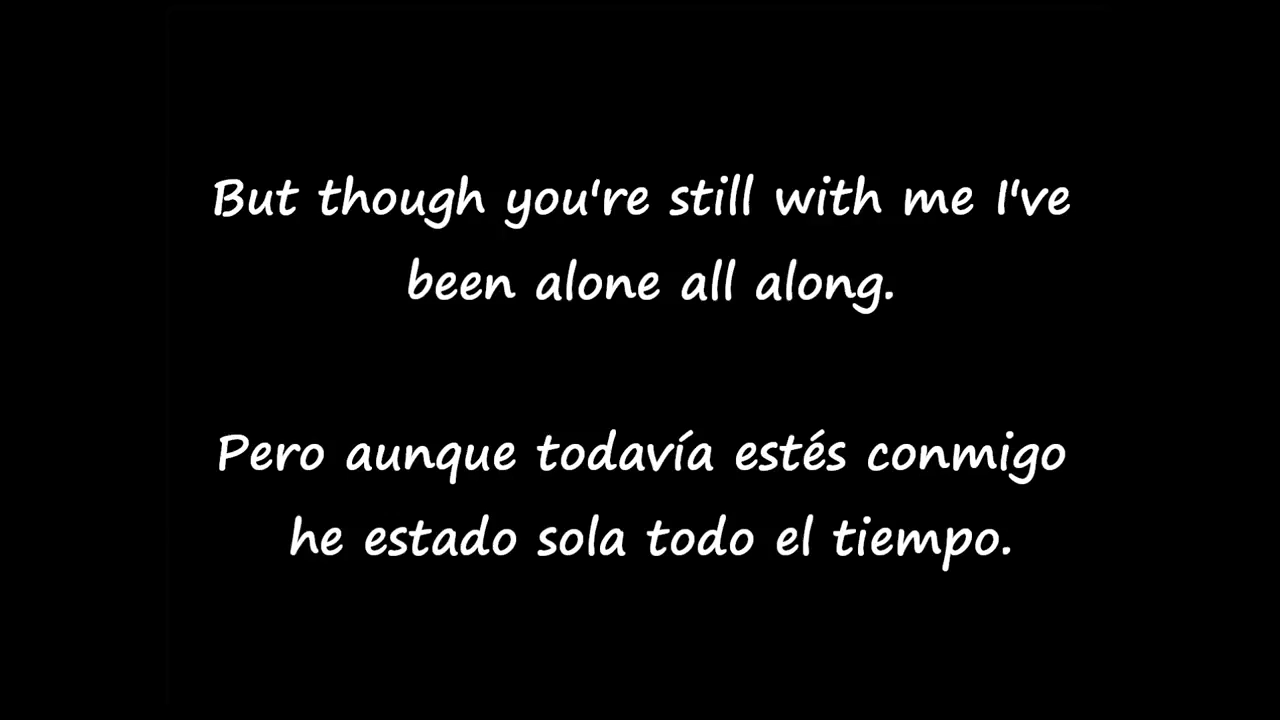 But though you're still with me I've
been alone all along.
Pero aunque todavía estés conmigo
he estado sola todo el tiempo.